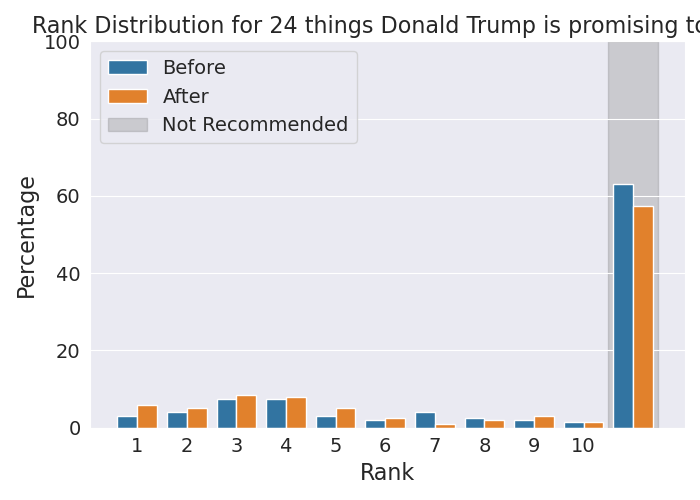 Rank Distribution for 24 things Donald Trump is promising to
100
80
60
40
20
0
Percentage
Before
After
Not Recommended
1 2 3 4 5 6 7 8 9 10
Rank